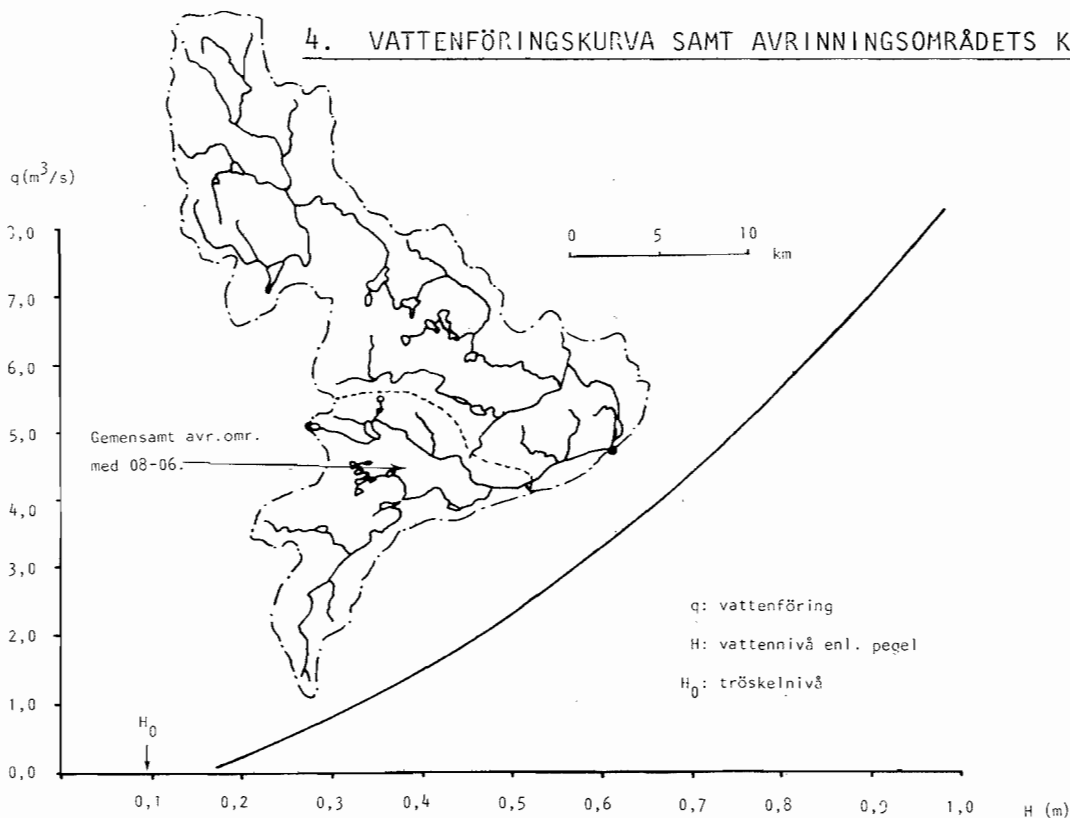 4. VATTENFÖRINGSKURVA SAMT AVRINNINGSOMRÅDETS K
q(m³/s)
0 5 10
km
7,0
6,0
5,0
Gemensamt avr.omr.
med 08-06.
4,0
3,0
q: vattenföring
2,0
H: vattennivå enl. pegel
H₀: tröskelnivå
1,0
H₀
0,0
0,1 0,2 0,3 0,4 0,5 0,6 0,7 0,8 0,9 1,0 H (m)